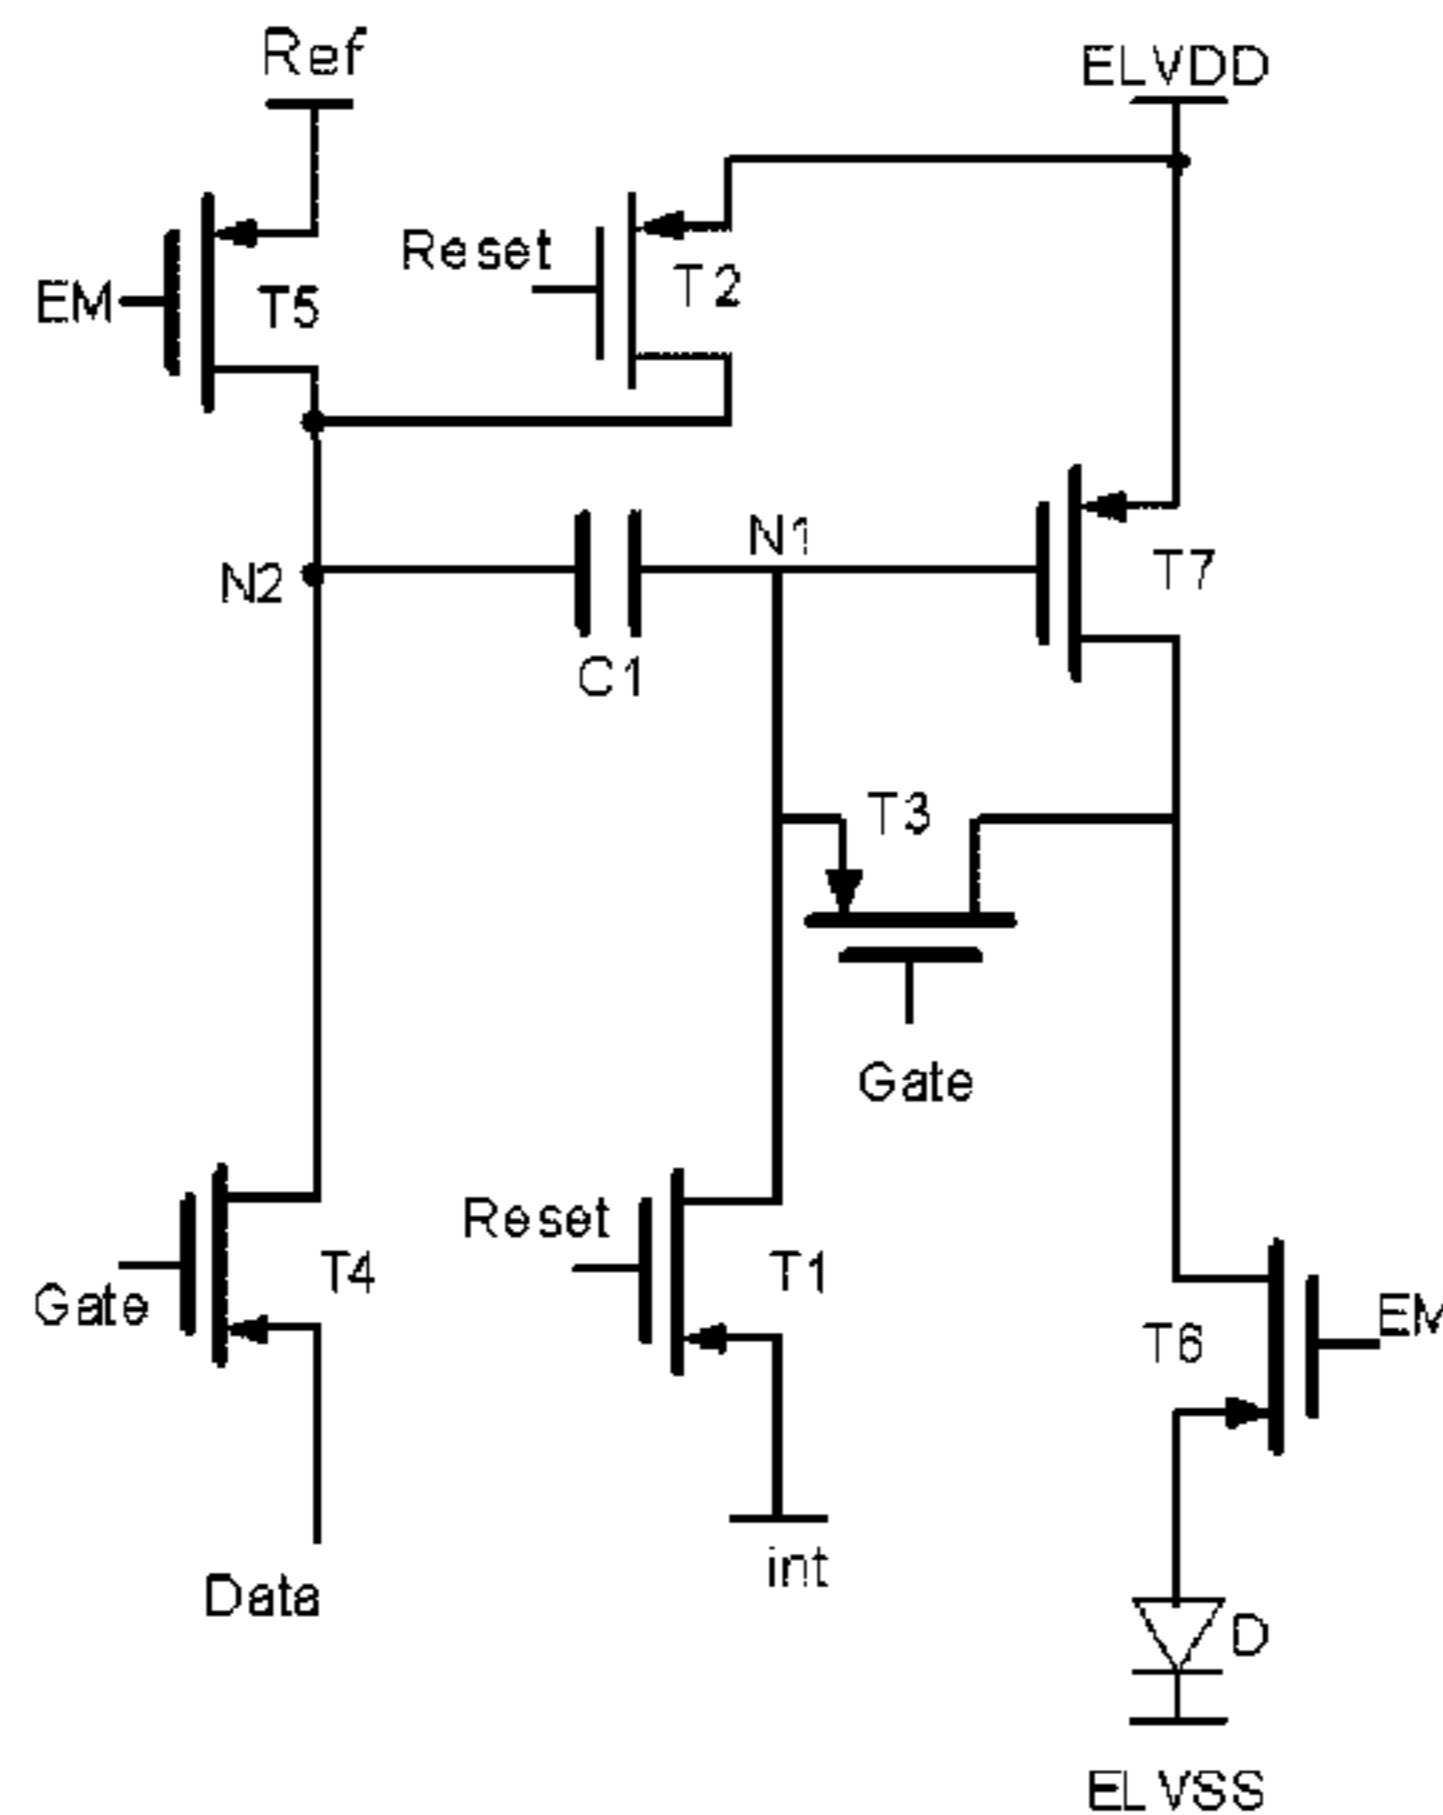 Ref
ELVDD
Reset
T2
EM
T5
N1
T7
N2
C1
T3
Gate
Reset
T4
T1
Gate
EM
T6
int
Data
D
ELVSS